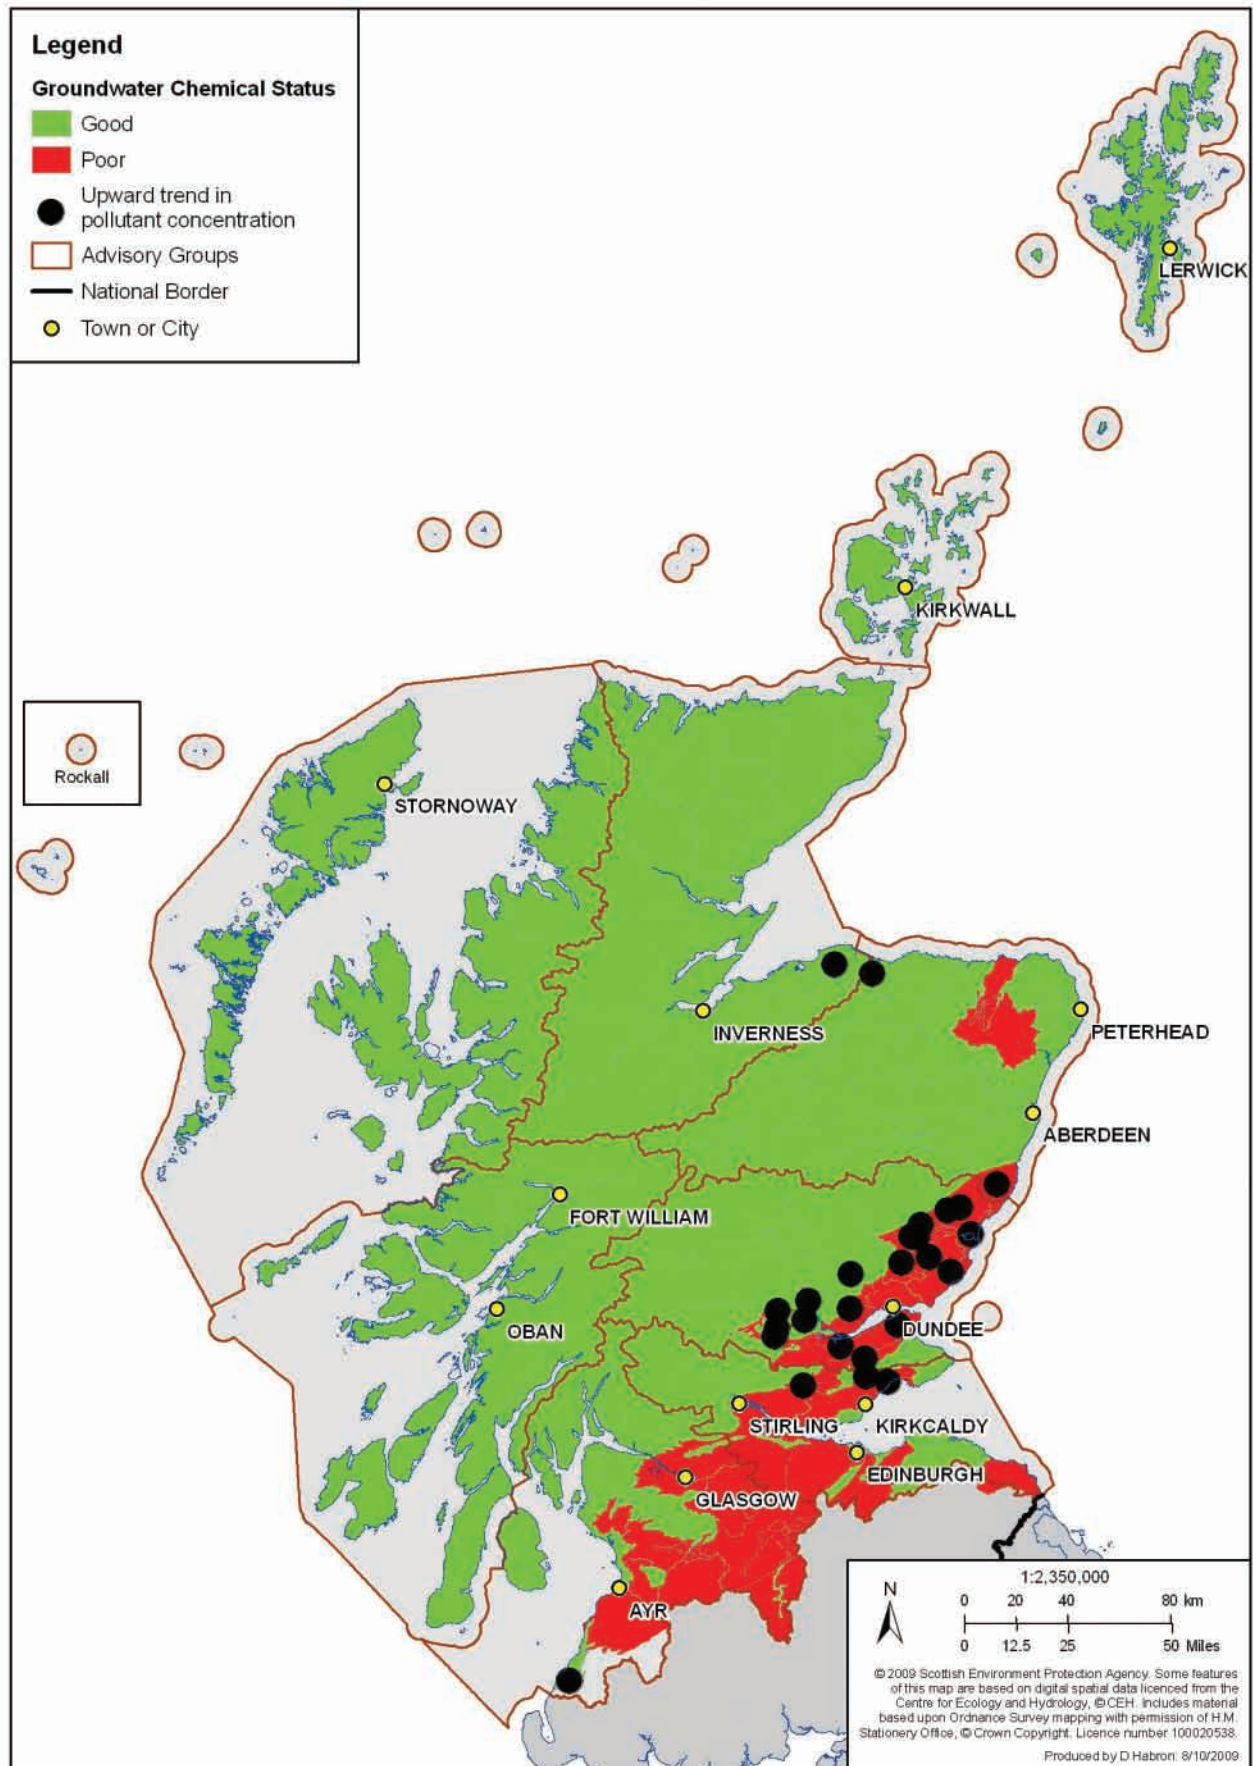 Legend
Groundwater Chemical Status
Good
Poor
Upward trend in
pollutant concentration
Advisory Groups
National Border
Town or City
LERWICK
KIRKWALL
Rockall
STORNOWAY
INVERNESS
PETERHEAD
ABERDEEN
FORT WILLIAM
OBAN
DUNDEE
STIRLING
KIRKCALDY
EDINBURGH
GLASGOW
AYR
1:2,350,000
N
0 20 40 80 km
0 12.5 25 50 Miles
© 2009 Scottish Environment Protection Agency. Some features
of this map are based on digital spatial data licenced from the
Centre for Ecology and Hydrology, © CEH. Includes material
based upon Ordnance Survey mapping with permission of H.M.
Stationery Office, © Crown Copyright. Licence number 100020538.
Produced by D Habron: 8/10/2009